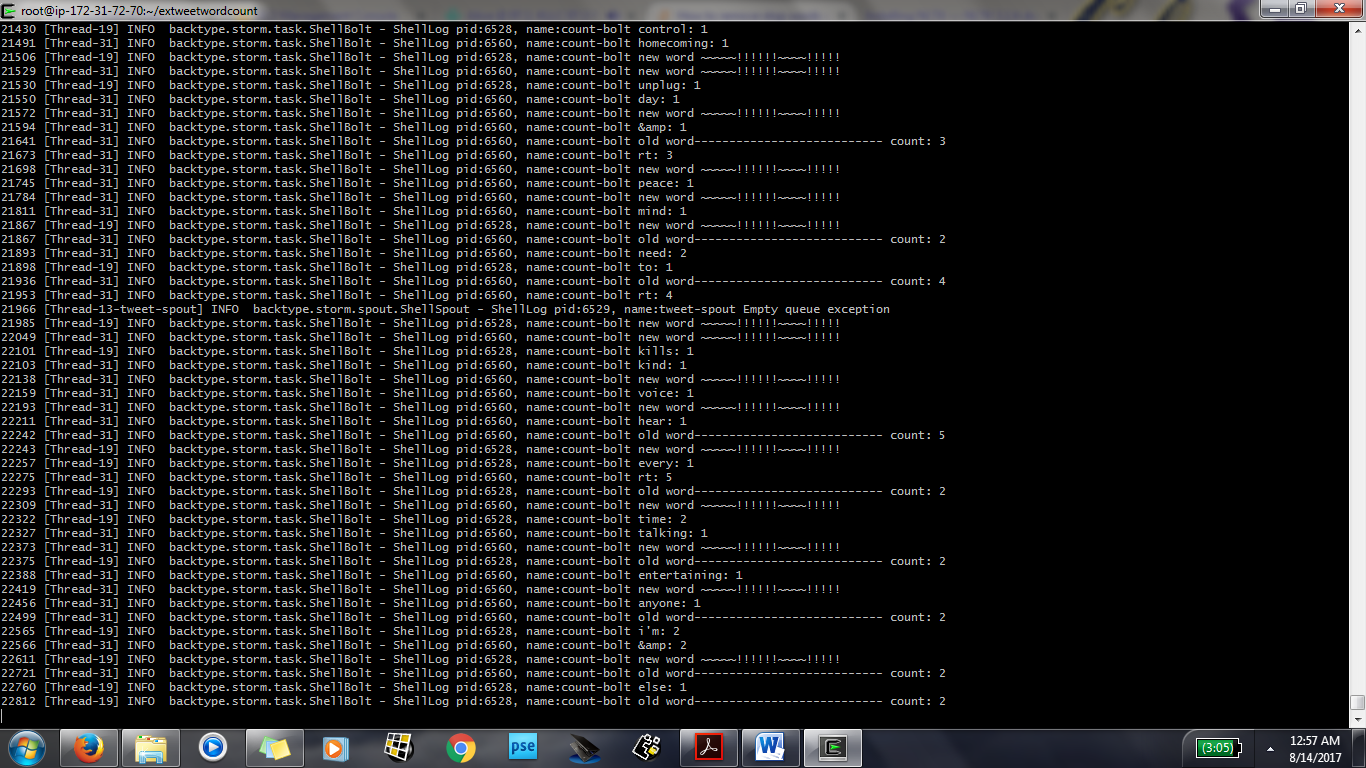 root@ip-172-31-72-70:~/extweetwordcount
21430 [Thread-19] INFO  backtype.storm.task.ShellBolt - ShellLog pid:6528, name:count-bolt control: 1
21491 [Thread-31] INFO  backtype.storm.task.ShellBolt - ShellLog pid:6560, name:count-bolt homecoming: 1
21506 [Thread-19] INFO  backtype.storm.task.ShellBolt - ShellLog pid:6528, name:count-bolt new word ~~~~~!!!!!!~~~~!!!!!
21529 [Thread-31] INFO  backtype.storm.task.ShellBolt - ShellLog pid:6560, name:count-bolt new word ~~~~~!!!!!!~~~~!!!!!
21530 [Thread-19] INFO  backtype.storm.task.ShellBolt - ShellLog pid:6528, name:count-bolt unplug: 1
21550 [Thread-31] INFO  backtype.storm.task.ShellBolt - ShellLog pid:6560, name:count-bolt day: 1
21572 [Thread-31] INFO  backtype.storm.task.ShellBolt - ShellLog pid:6560, name:count-bolt new word ~~~~~!!!!!!~~~~!!!!!
21594 [Thread-31] INFO  backtype.storm.task.ShellBolt - ShellLog pid:6560, name:count-bolt &amp: 1
21641 [Thread-31] INFO  backtype.storm.task.ShellBolt - ShellLog pid:6560, name:count-bolt old word--------------------------- count: 3
21673 [Thread-31] INFO  backtype.storm.task.ShellBolt - ShellLog pid:6560, name:count-bolt rt: 3
21698 [Thread-31] INFO  backtype.storm.task.ShellBolt - ShellLog pid:6560, name:count-bolt new word ~~~~~!!!!!!~~~~!!!!!
21745 [Thread-31] INFO  backtype.storm.task.ShellBolt - ShellLog pid:6560, name:count-bolt peace: 1
21784 [Thread-31] INFO  backtype.storm.task.ShellBolt - ShellLog pid:6560, name:count-bolt new word ~~~~~!!!!!!~~~~!!!!!
21811 [Thread-31] INFO  backtype.storm.task.ShellBolt - ShellLog pid:6560, name:count-bolt mind: 1
21867 [Thread-19] INFO  backtype.storm.task.ShellBolt - ShellLog pid:6528, name:count-bolt new word ~~~~~!!!!!!~~~~!!!!!
21867 [Thread-31] INFO  backtype.storm.task.ShellBolt - ShellLog pid:6560, name:count-bolt old word--------------------------- count: 2
21893 [Thread-31] INFO  backtype.storm.task.ShellBolt - ShellLog pid:6560, name:count-bolt need: 2
21898 [Thread-19] INFO  backtype.storm.task.ShellBolt - ShellLog pid:6528, name:count-bolt to: 1
21936 [Thread-31] INFO  backtype.storm.task.ShellBolt - ShellLog pid:6560, name:count-bolt old word--------------------------- count: 4
21953 [Thread-31] INFO  backtype.storm.task.ShellBolt - ShellLog pid:6560, name:count-bolt rt: 4
21966 [Thread-13-tweet-spout] INFO  backtype.storm.spout.ShellSpout - ShellLog pid:6529, name:tweet-spout Empty queue exception
21985 [Thread-19] INFO  backtype.storm.task.ShellBolt - ShellLog pid:6528, name:count-bolt new word ~~~~~!!!!!!~~~~!!!!!
22049 [Thread-31] INFO  backtype.storm.task.ShellBolt - ShellLog pid:6560, name:count-bolt new word ~~~~~!!!!!!~~~~!!!!!
22101 [Thread-19] INFO  backtype.storm.task.ShellBolt - ShellLog pid:6528, name:count-bolt kills: 1
22103 [Thread-31] INFO  backtype.storm.task.ShellBolt - ShellLog pid:6560, name:count-bolt kind: 1
22138 [Thread-19] INFO  backtype.storm.task.ShellBolt - ShellLog pid:6528, name:count-bolt new word ~~~~~!!!!!!~~~~!!!!!
22159 [Thread-19] INFO  backtype.storm.task.ShellBolt - ShellLog pid:6528, name:count-bolt voice: 1
22193 [Thread-31] INFO  backtype.storm.task.ShellBolt - ShellLog pid:6560, name:count-bolt new word ~~~~~!!!!!!~~~~!!!!!
22211 [Thread-31] INFO  backtype.storm.task.ShellBolt - ShellLog pid:6560, name:count-bolt hear: 1
22242 [Thread-31] INFO  backtype.storm.task.ShellBolt - ShellLog pid:6560, name:count-bolt old word--------------------------- count: 5
22243 [Thread-19] INFO  backtype.storm.task.ShellBolt - ShellLog pid:6528, name:count-bolt new word ~~~~~!!!!!!~~~~!!!!!
22257 [Thread-19] INFO  backtype.storm.task.ShellBolt - ShellLog pid:6528, name:count-bolt every: 1
22275 [Thread-31] INFO  backtype.storm.task.ShellBolt - ShellLog pid:6560, name:count-bolt rt: 5
22293 [Thread-19] INFO  backtype.storm.task.ShellBolt - ShellLog pid:6528, name:count-bolt old word--------------------------- count: 2
22309 [Thread-31] INFO  backtype.storm.task.ShellBolt - ShellLog pid:6560, name:count-bolt new word ~~~~~!!!!!!~~~~!!!!!
22322 [Thread-19] INFO  backtype.storm.task.ShellBolt - ShellLog pid:6528, name:count-bolt time: 2
22327 [Thread-31] INFO  backtype.storm.task.ShellBolt - ShellLog pid:6560, name:count-bolt talking: 1
22373 [Thread-31] INFO  backtype.storm.task.ShellBolt - ShellLog pid:6560, name:count-bolt new word ~~~~~!!!!!!~~~~!!!!!
22375 [Thread-19] INFO  backtype.storm.task.ShellBolt - ShellLog pid:6528, name:count-bolt old word--------------------------- count: 2
22388 [Thread-31] INFO  backtype.storm.task.ShellBolt - ShellLog pid:6560, name:count-bolt entertaining: 1
22419 [Thread-31] INFO  backtype.storm.task.ShellBolt - ShellLog pid:6560, name:count-bolt new word ~~~~~!!!!!!~~~~!!!!!
22456 [Thread-31] INFO  backtype.storm.task.ShellBolt - ShellLog pid:6560, name:count-bolt anyone: 1
22499 [Thread-31] INFO  backtype.storm.task.ShellBolt - ShellLog pid:6560, name:count-bolt old word--------------------------- count: 2
22565 [Thread-19] INFO  backtype.storm.task.ShellBolt - ShellLog pid:6528, name:count-bolt i'm: 2
22566 [Thread-31] INFO  backtype.storm.task.ShellBolt - ShellLog pid:6560, name:count-bolt &amp: 2
22611 [Thread-19] INFO  backtype.storm.task.ShellBolt - ShellLog pid:6528, name:count-bolt new word ~~~~~!!!!!!~~~~!!!!!
22721 [Thread-31] INFO  backtype.storm.task.ShellBolt - ShellLog pid:6560, name:count-bolt old word--------------------------- count: 2
22760 [Thread-19] INFO  backtype.storm.task.ShellBolt - ShellLog pid:6528, name:count-bolt else: 1
22812 [Thread-19] INFO  backtype.storm.task.ShellBolt - ShellLog pid:6528, name:count-bolt old word--------------------------- count: 2
pse
(3:05)
12:57 AM
8/14/2017